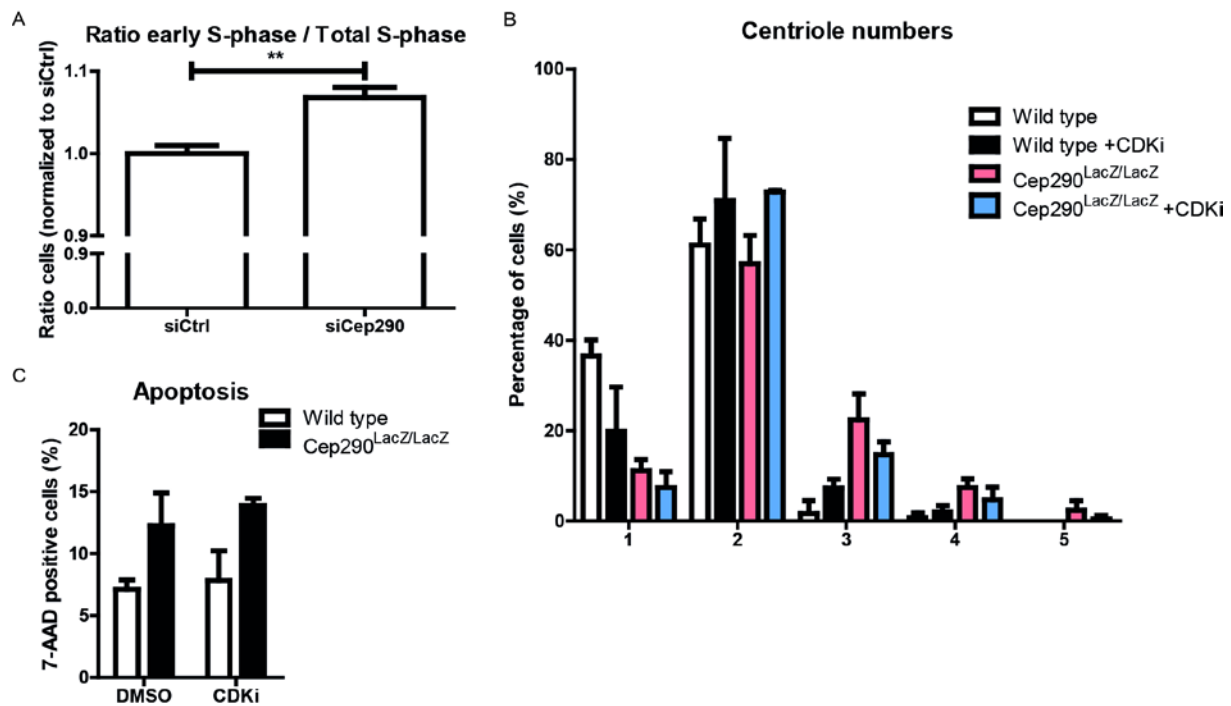 A
Ratio early S-phase / Total S-phase
Ratio cells (normalized to siCtrl)
1.1
1.0
0.9
0.9
0.0
**
siCtrl
siCep290
B
Centriole numbers
Percentage of cells (%)
100
80
60
40
20
0
1
2
3
4
5
Wild type
Wild type +CDKi
Cep290LacZ/LacZ
Cep290LacZ/LacZ +CDKi
C
Apoptosis
Wild type
Cep290LacZ/LacZ
7-AAD positive cells (%)
20
15
10
5
0
DMSO
CDKi